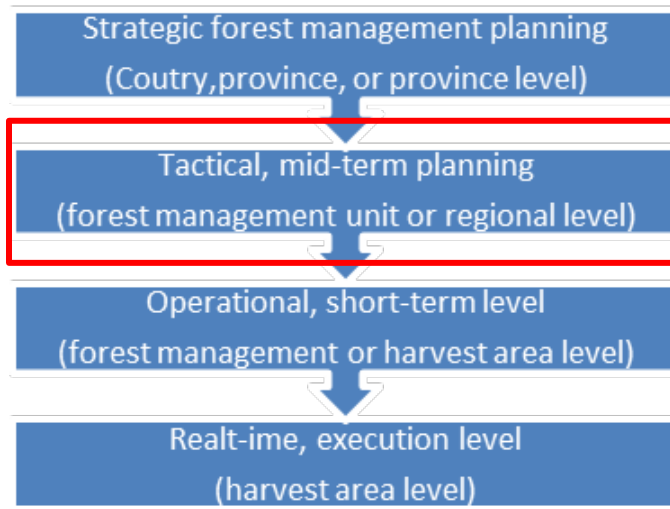 Strategic forest management planning
(Coutry,province, or province level)
Tactical, mid-term planning
(forest management unit or regional level)
Operational, short-term level
(forest management or harvest area level)
Realt-ime, execution level
(harvest area level)